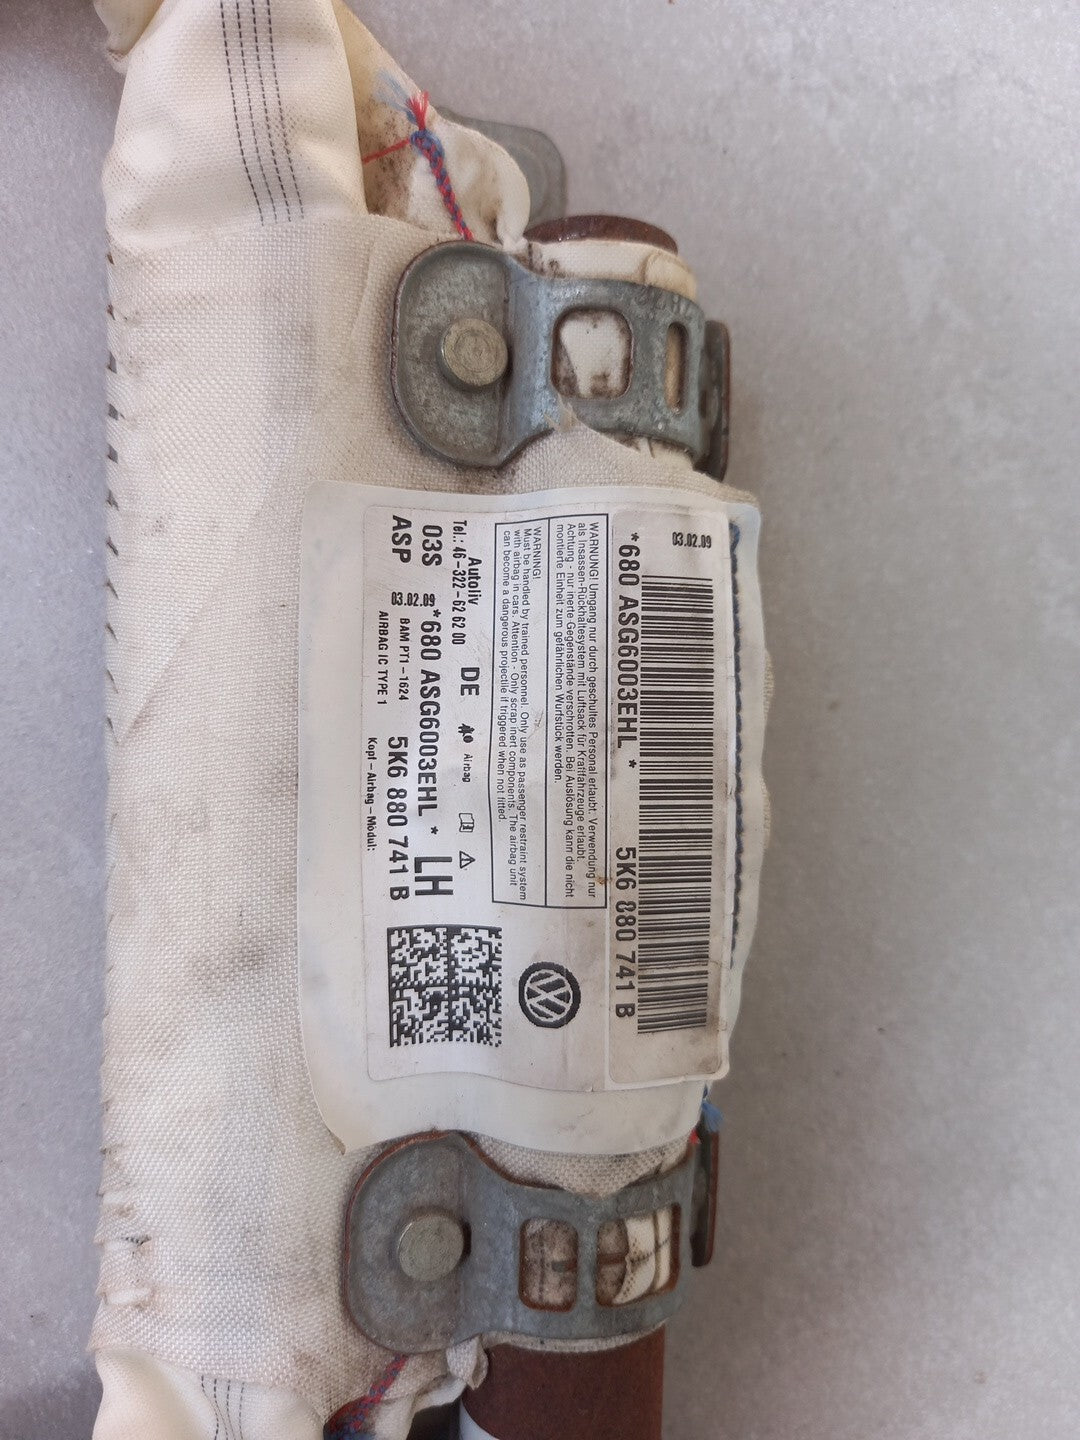 03.02.09
*680 ASG6003EHL * 5K6 880 741 B
WARNUNG! Umgang nur durch geschultes Personal erlaubt. Verwendung nur
als Insassen-Rückhaltesystem mit Luftsack für Kraftfahrzeuge erlaubt.
Achtung - nur inerte Gegenstände verschrotten. Bei Auslösung kann die nicht
montierte Einheit zum gefährlichen Wurfstück werden.
WARNING!
Must be handled by trained personnel. Only use as passenger restraint system
with airbag in cars. Attention - Only scrap inert components. The airbag unit
can become a dangerous projectile if triggered when not fitted.
Autoliv DE Airbag
Tel.: 46-322-62 62 00
03S 03.02.09 *680 ASG6003EHL * LH
ASP BAM PT1-1624 5K6 880 741 B
AIRBAG IC TYPE 1 Kopf-Airbag-Modul: